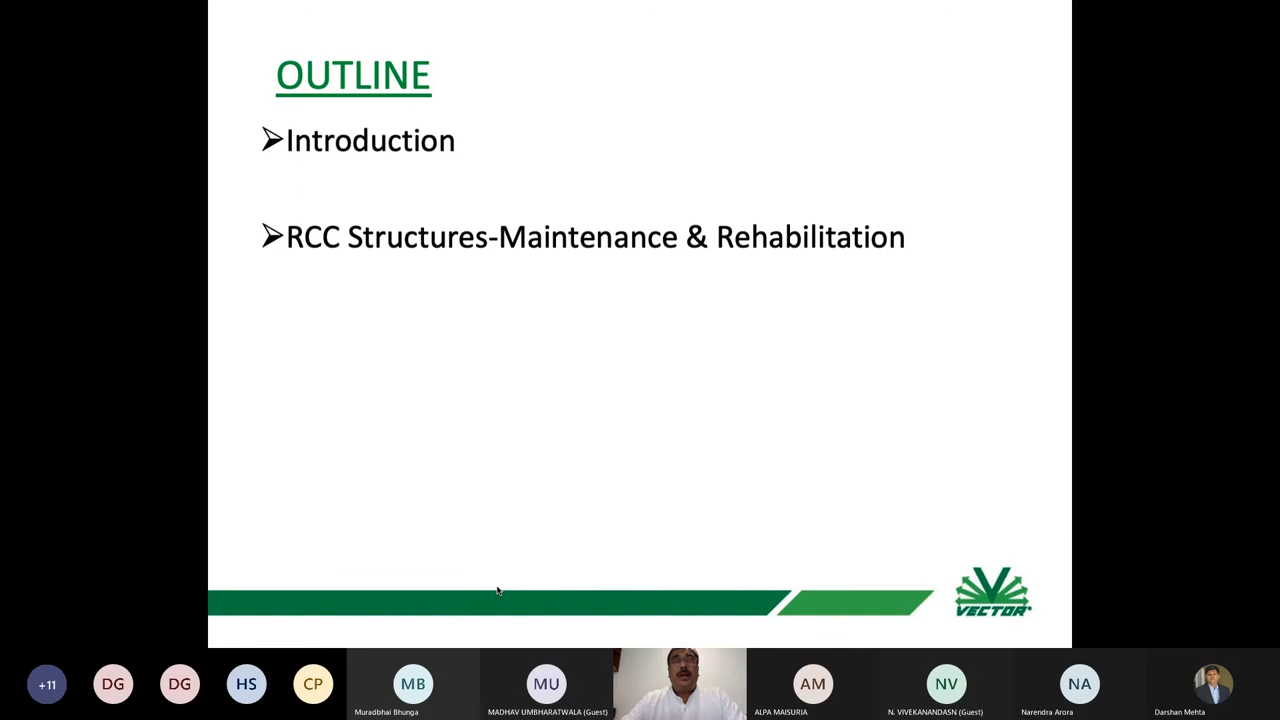 OUTLINE
➢Introduction
➢RCC Structures-Maintenance & Rehabilitation
VECTOR®
+11
DG
DG
HS
CP
MB
MU
AM
NV
NA
Muradbhai Bhunga
MADHAV UMBHARATWALA (Guest)
ALPA MAISURIA
N. VIVEKANANDASN (Guest)
Narendra Arora
Darshan Mehta